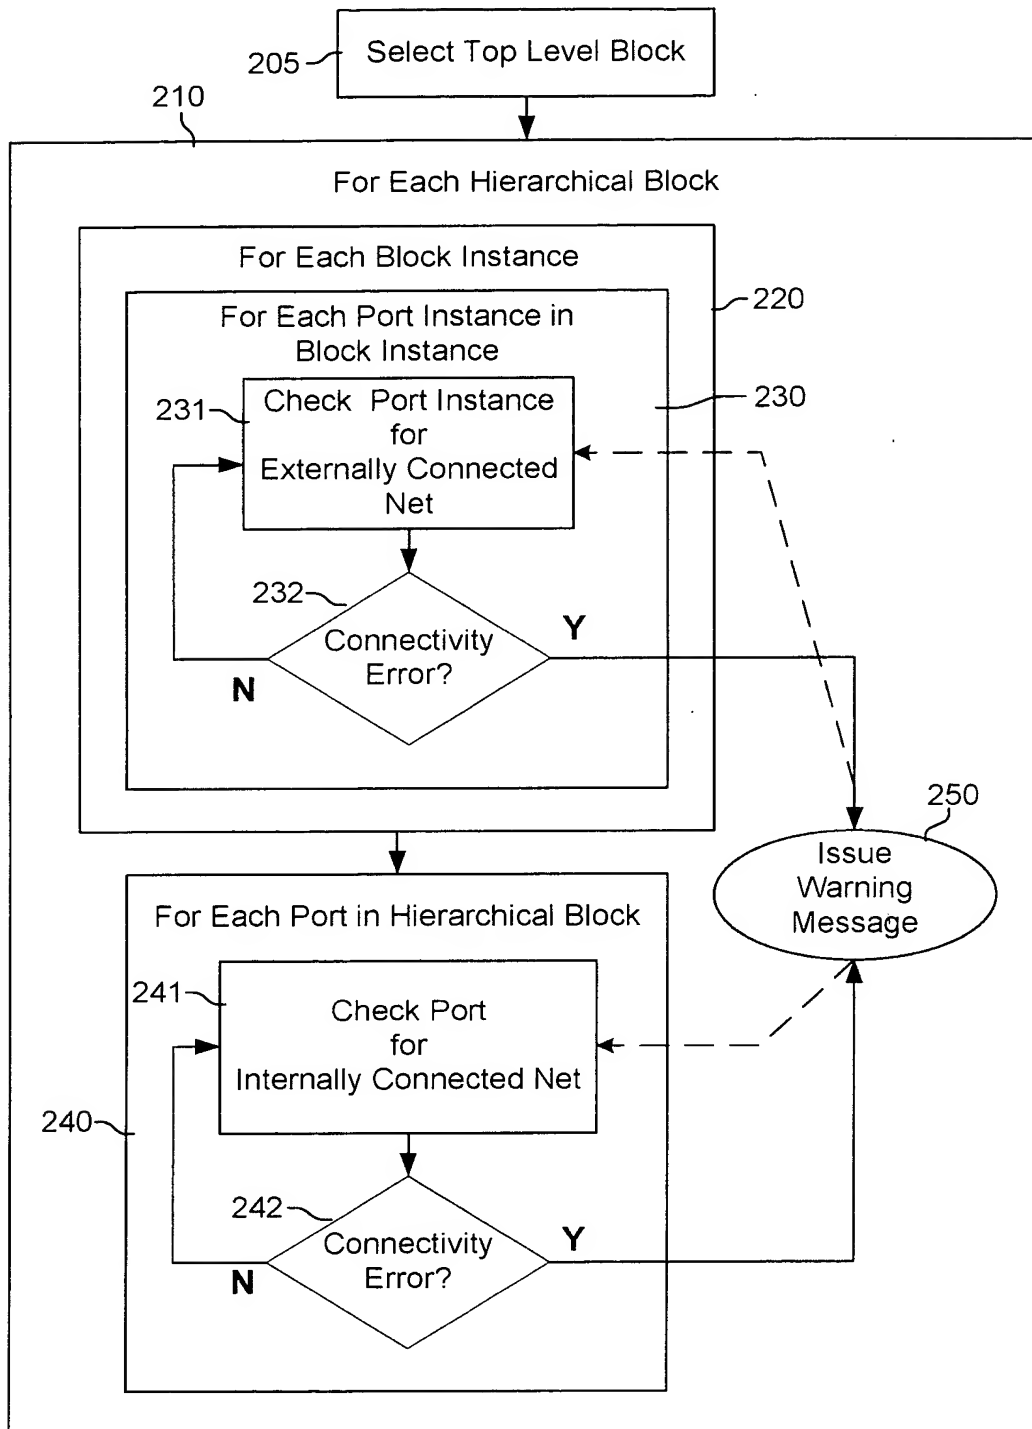 205
Select Top Level Block
210
For Each Hierarchical Block
For Each Block Instance
220
For Each Port Instance in
Block Instance
230
231
Check Port Instance
for
Externally Connected
Net
232
Connectivity
Error?
Y
N
250
Issue
Warning
Message
For Each Port in Hierarchical Block
241
Check Port
for
Internally Connected Net
240
242
Connectivity
Error?
Y
N